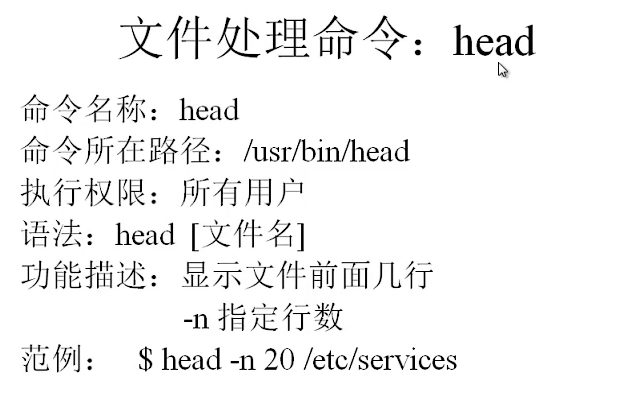 文件处理命令：head
命令名称：head
命令所在路径：/usr/bin/head
执行权限：所有用户
语法：head [文件名]
功能描述：显示文件前面几行
-n 指定行数
范例： $ head -n 20 /etc/services